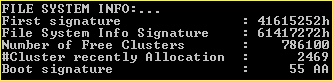 FILE SYSTEM INFO:...
First signature : 41615252h
File System Info Signature : 61417272h
Number of Free Clusters : 786100
#Cluster recently Allocation : 2469
Boot signature : 55 AA